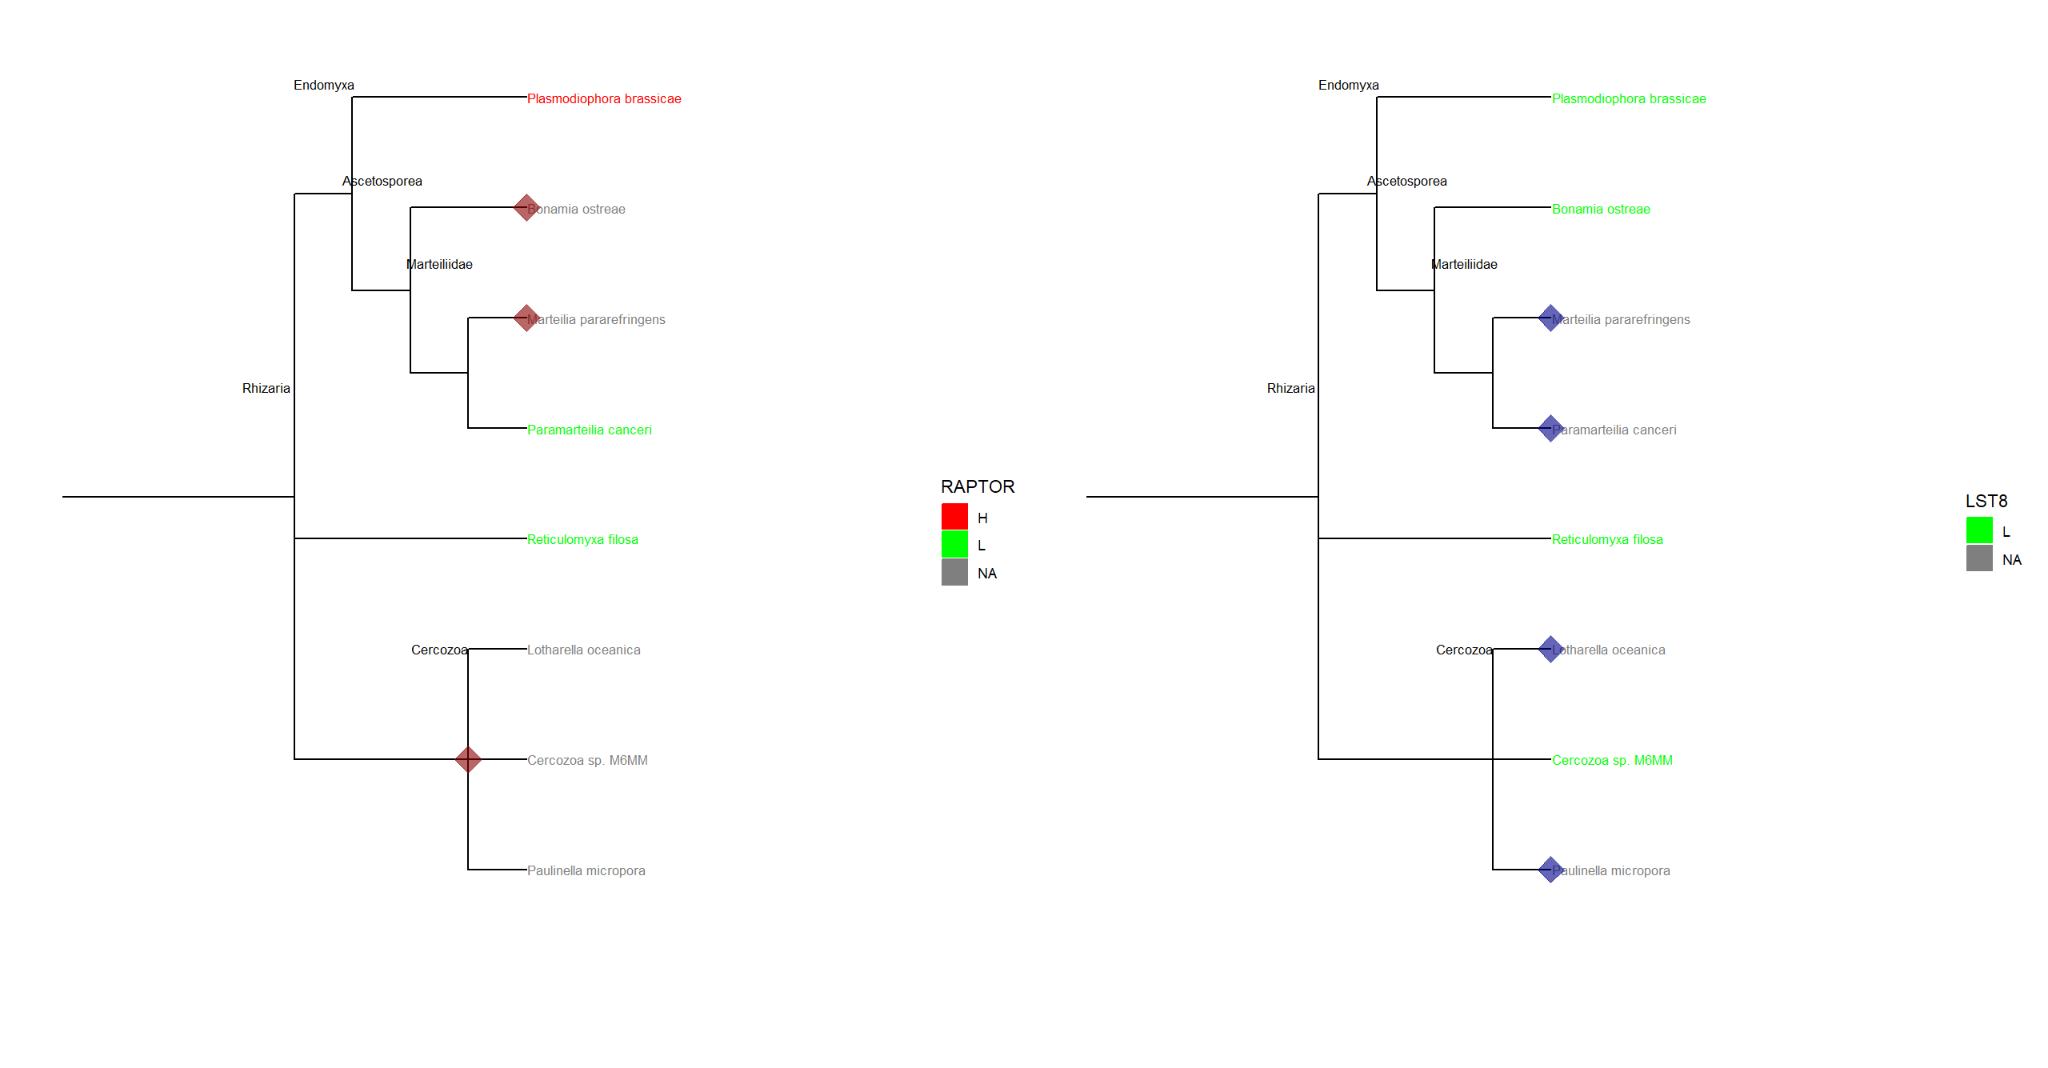 Endomyxa
Plasmodiophora brassicae
Ascetosporea
Bonamia ostreae
Marteiliidae
Marteilia pararefringens
Rhizaria
Paramarteilia canceri
Reticulomyxa filosa
Cercozoa
Lotharella oceanica
Cercozoa sp. M6MM
Paulinella micropora
RAPTOR
H
L
NA
Endomyxa
Plasmodiophora brassicae
Ascetosporea
Bonamia ostreae
Marteiliidae
Marteilia pararefringens
Rhizaria
Paramarteilia canceri
Reticulomyxa filosa
Cercozoa
Lotharella oceanica
Cercozoa sp. M6MM
Paulinella micropora
LST8
L
NA